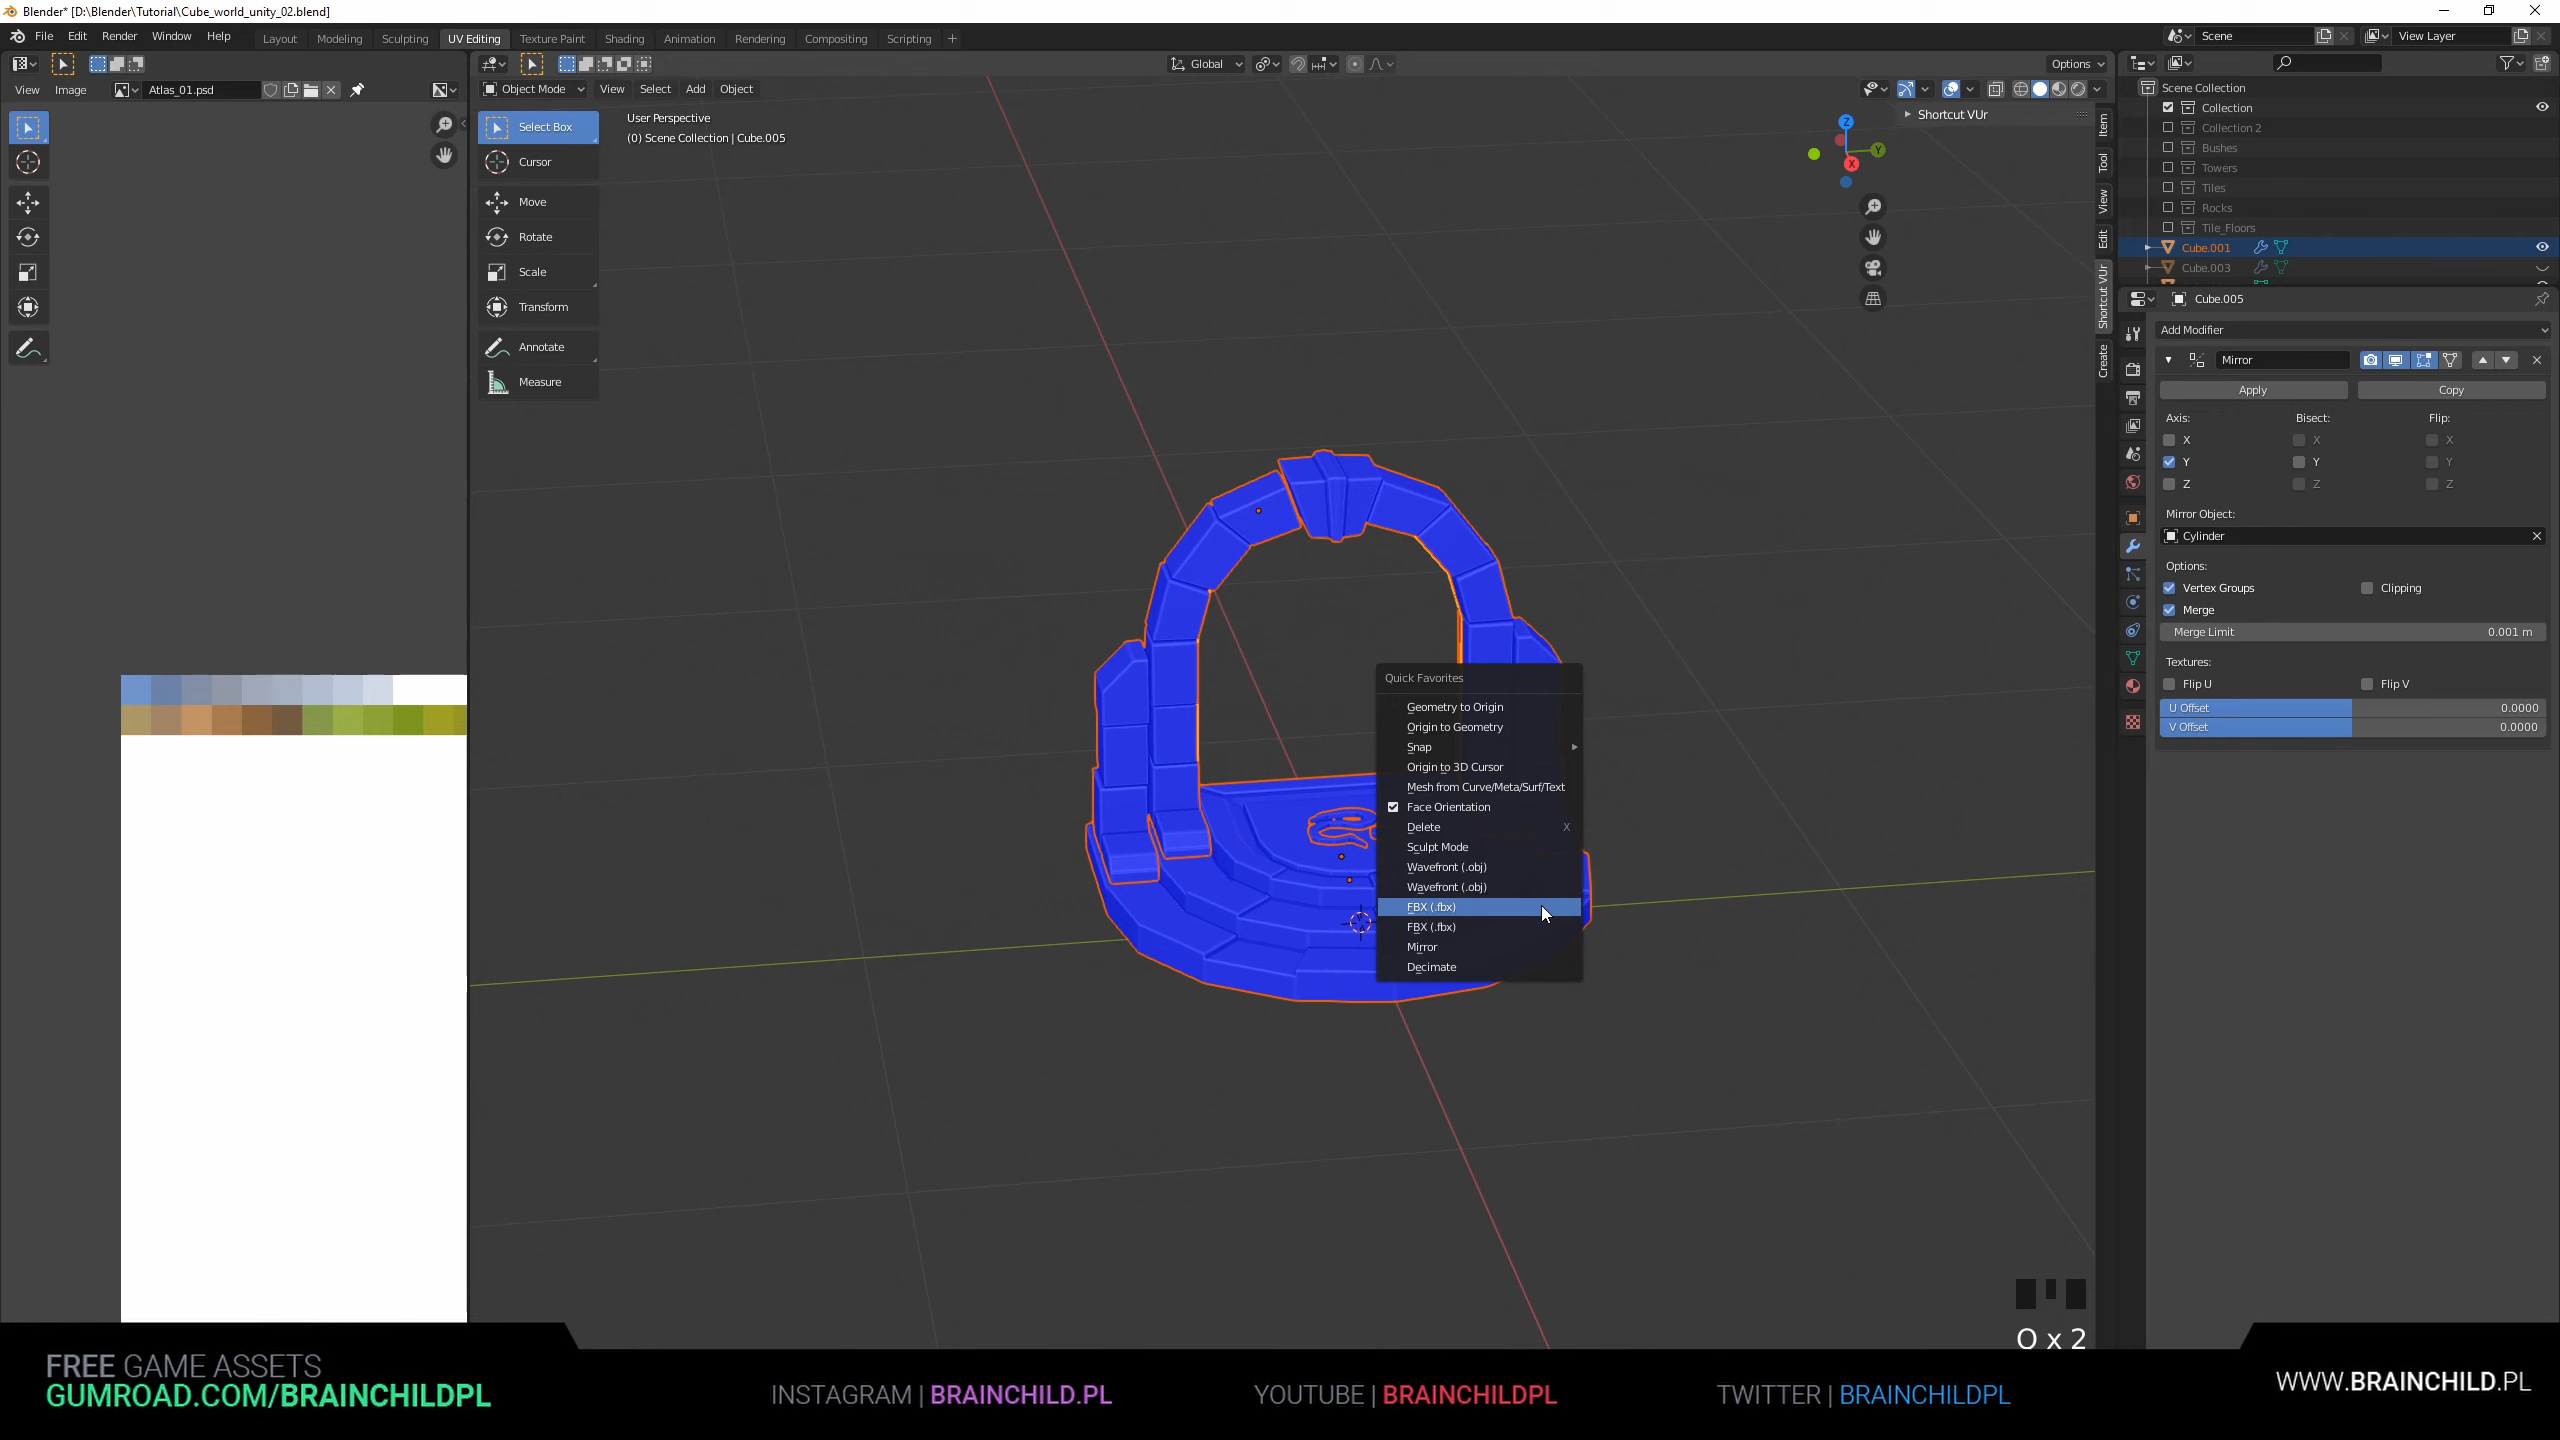 Blender* [D:\Blender\Tutorial\Cube_world_unity_02.blend]
File Edit Render Window Help
Layout Modeling Sculpting UV Editing Texture Paint Shading Animation Rendering Compositing Scripting +
Scene
View Layer
Global
Options
View Image
Atlas_01.psd
Object Mode View Select Add Object
Select Box
Cursor
Move
Rotate
Scale
Transform
Annotate
Measure
User Perspective
(0) Scene Collection | Cube.005
Z
Y
X
Shortcut VUr
Item
Tool
View
Edit
Shortcut VUr
Create
Quick Favorites
Geometry to Origin
Origin to Geometry
Snap
Origin to 3D Cursor
Mesh from Curve/Meta/Surf/Text
Face Orientation
Delete X
Sculpt Mode
Wavefront (.obj)
Wavefront (.obj)
FBX (.fbx)
FBX (.fbx)
Mirror
Decimate
O x 2
Scene Collection
Collection
Collection 2
Bushes
Towers
Tiles
Rocks
Tile_Floors
Cube.001
Cube.003
Cube.005
Add Modifier
Mirror
Apply Copy
Axis: Bisect: Flip:
X X X
Y Y Y
Z Z Z
Mirror Object:
Cylinder
Options:
Vertex Groups Clipping
Merge
Merge Limit 0.001 m
Textures:
Flip U Flip V
U Offset 0.0000
V Offset 0.0000
FREE GAME ASSETS
GUMROAD.COM/BRAINCHILDPL
INSTAGRAM | BRAINCHILD.PL
YOUTUBE | BRAINCHILDPL
TWITTER | BRAINCHILDPL
WWW.BRAINCHILD.PL